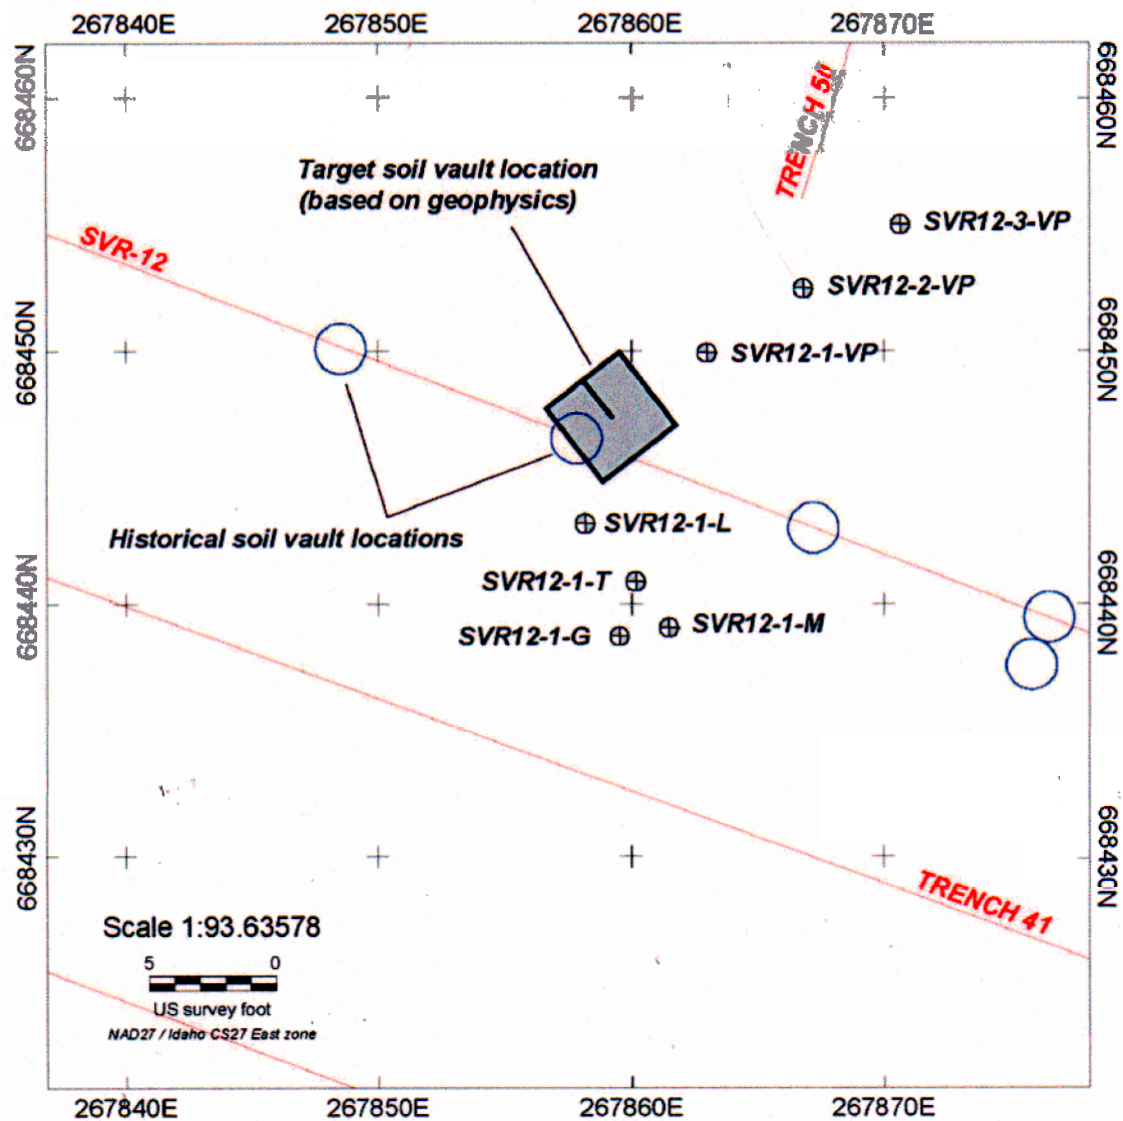 267840E 267850E 267860E 267870E
668460N
668460N
TRENCH 50
Target soil vault location
(based on geophysics)
SVR12-3-VP
SVR-12
SVR12-2-VP
668450N
668450N
SVR12-1-VP
SVR12-1-L
Historical soil vault locations
SVR12-1-T
668440N
668440N
SVR12-1-M
SVR12-1-G
668430N
668430N
TRENCH 41
Scale 1:93.63578
5 0
US survey foot
NAD27 / Idaho CS27 East zone
267840E 267850E 267860E 267870E